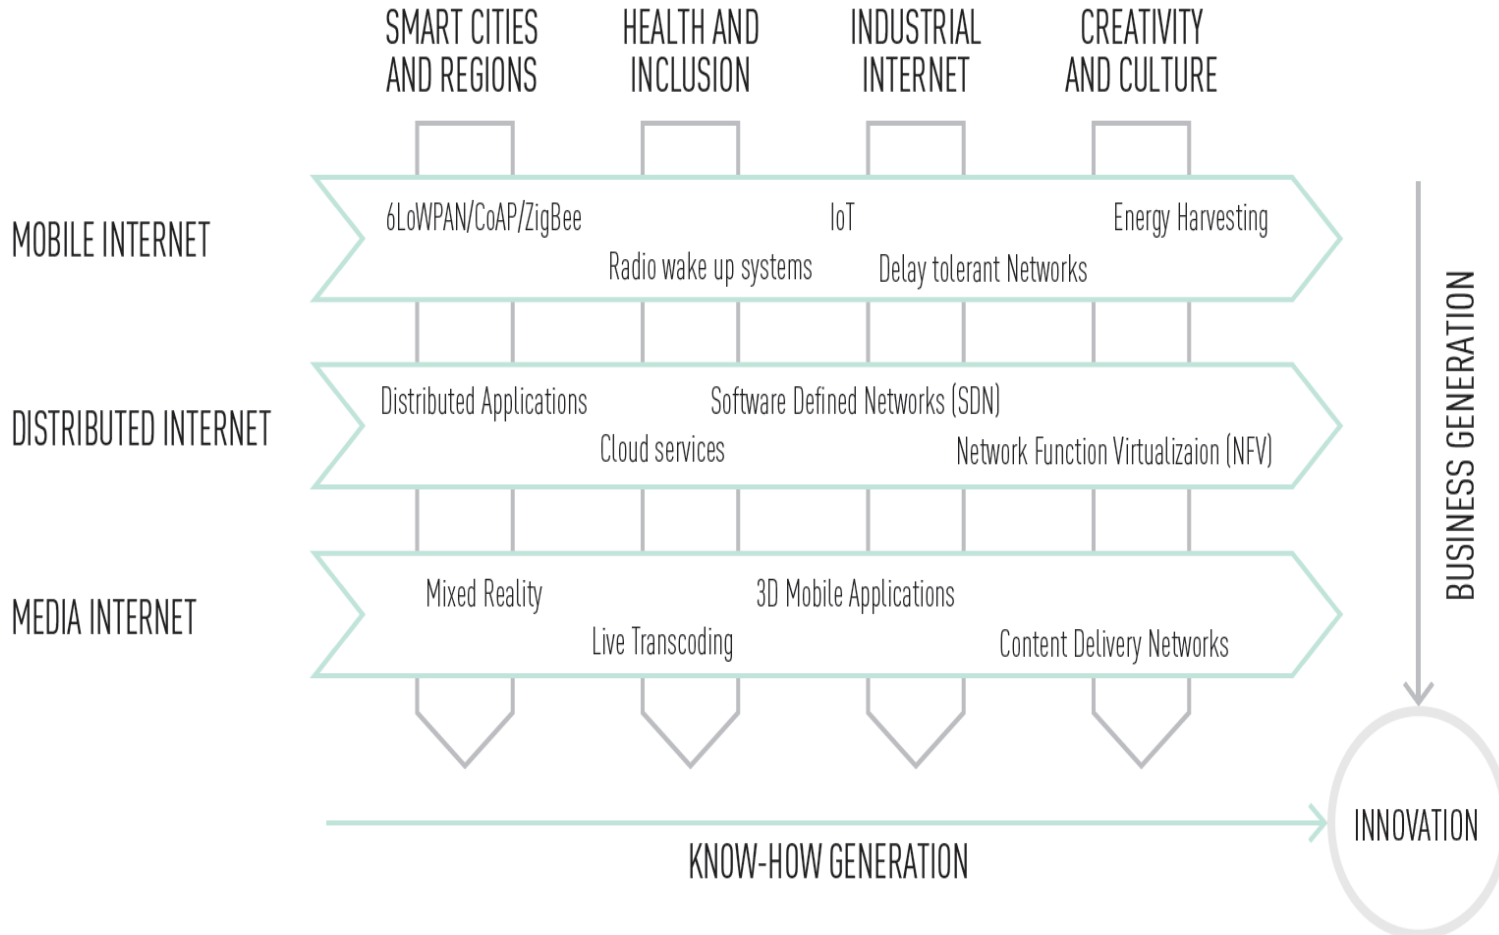 SMART CITIES
AND REGIONS
HEALTH AND
INCLUSION
INDUSTRIAL
INTERNET
CREATIVITY
AND CULTURE
MOBILE INTERNET
6LoWPAN/CoAP/ZigBee
IoT
Energy Harvesting
Radio wake up systems
Delay tolerant Networks
DISTRIBUTED INTERNET
Distributed Applications
Software Defined Networks (SDN)
Cloud services
Network Function Virtualizaion (NFV)
MEDIA INTERNET
Mixed Reality
3D Mobile Applications
Live Transcoding
Content Delivery Networks
BUSINESS GENERATION
KNOW-HOW GENERATION
INNOVATION